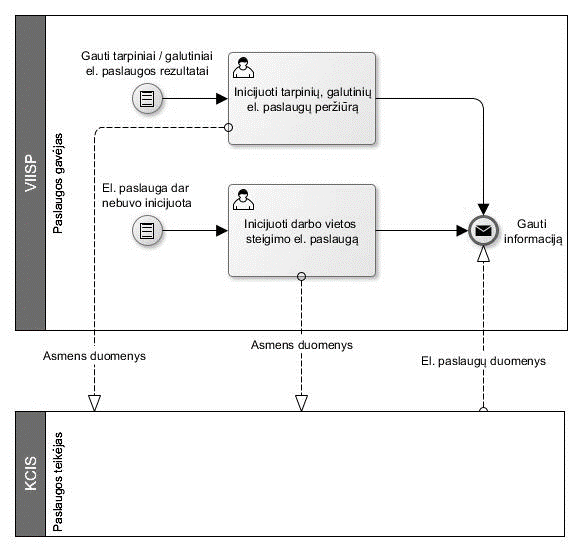 VIISP
Paslaugos gavėjas
Gauti tarpiniai / galutiniai
el. paslaugos rezultatai
Inicijuoti tarpinių, galutinių
el. paslaugų peržiūrą
El. paslauga dar
nebuvo inicijuota
Inicijuoti darbo vietos
steigimo el. paslaugą
Gauti
informaciją
Asmens duomenys
Asmens duomenys
El. paslaugų duomenys
KCIS
Paslaugos teikėjas